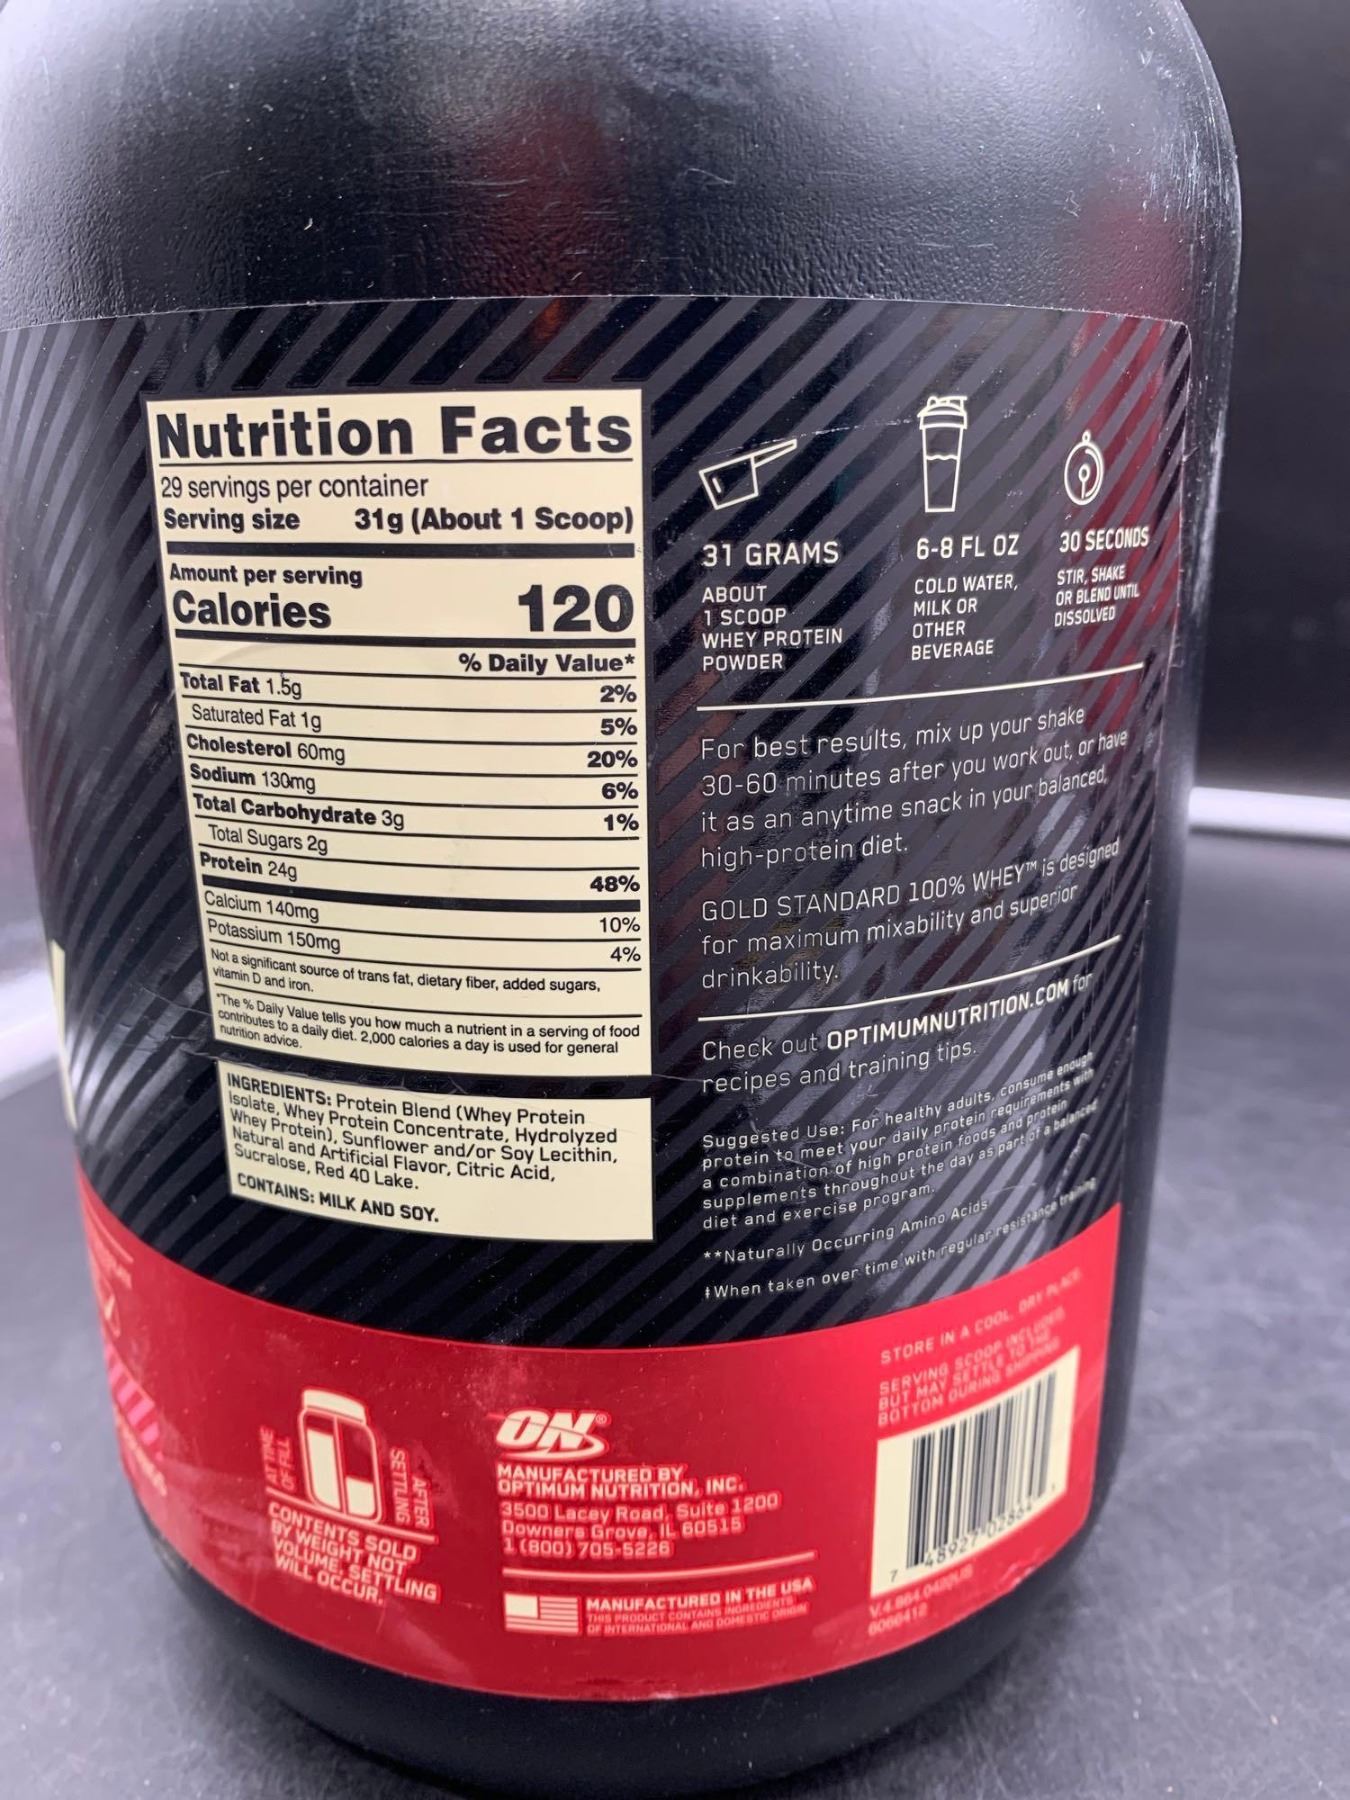 Nutrition Facts
29 servings per container
Serving size 31g (About 1 Scoop)
Amount per serving
Calories 120
% Daily Value*
Total Fat 1.5g 2%
Saturated Fat 1g 5%
Cholesterol 60mg 20%
Sodium 130mg 6%
Total Carbohydrate 3g 1%
Total Sugars 2g
Protein 24g 48%
Calcium 140mg 10%
Potassium 150mg 4%
Not a significant source of trans fat, dietary fiber, added sugars,
vitamin D and iron.
*The % Daily Value tells you how much a nutrient in a serving of food
contributes to a daily diet. 2,000 calories a day is used for general
nutrition advice.
INGREDIENTS: Protein Blend (Whey Protein
Isolate, Whey Protein Concentrate, Hydrolyzed
Whey Protein), Sunflower and/or Soy Lecithin,
Natural and Artificial Flavor, Citric Acid,
Sucralose, Red 40 Lake.
CONTAINS: MILK AND SOY.
31 GRAMS
ABOUT
1 SCOOP
WHEY PROTEIN
POWDER
6-8 FL OZ
COLD WATER,
MILK OR
OTHER
BEVERAGE
30 SECONDS
STIR, SHAKE
OR BLEND UNTIL
DISSOLVED
For best results, mix up your shake
30-60 minutes after you work out, or have
it as an anytime snack in your balanced,
high-protein diet.
GOLD STANDARD 100% WHEY™ is designed
for maximum mixability and superior
drinkability.
Check out OPTIMUMNUTRITION.COM for
recipes and training tips.
Suggested Use: For healthy adults, consume enough
protein to meet your daily protein requirements with
a combination of high protein foods and protein
supplements throughout the day as part of a balanced
diet and exercise program.
**Naturally Occurring Amino Acids
‡When taken over time with regular resistance training
AT TIME
OF FILL
AFTER
SETTLING
CONTENTS SOLD
BY WEIGHT NOT
VOLUME, SETTLING
WILL OCCUR.
ON®
MANUFACTURED BY
OPTIMUM NUTRITION, INC.
3500 Lacey Road, Suite 1200
Downers Grove, IL 60515
1 (800) 705-5226
MANUFACTURED IN THE USA
THIS PRODUCT CONTAINS INGREDIENTS
OF INTERNATIONAL AND DOMESTIC ORIGIN
STORE IN A COOL, DRY PLACE.
SERVING SCOOP INCLUDED,
BUT MAY SETTLE TO THE
BOTTOM DURING SHIPPING
7 48927
6066412